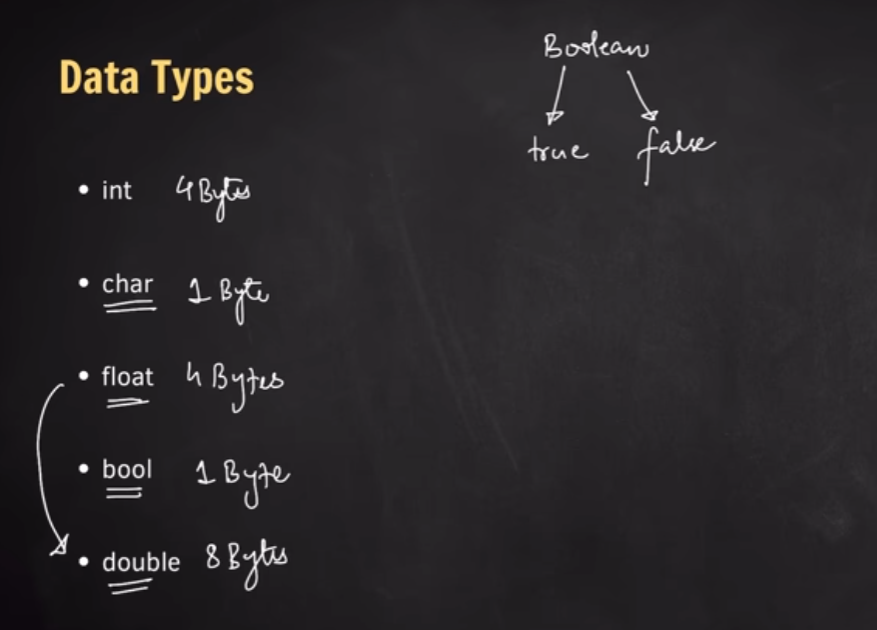 Boolean
Data Types
true false
• int 4 Bytes
• char 1 Byte
• float 4 Bytes
• bool 1 Byte
• double 8 Bytes